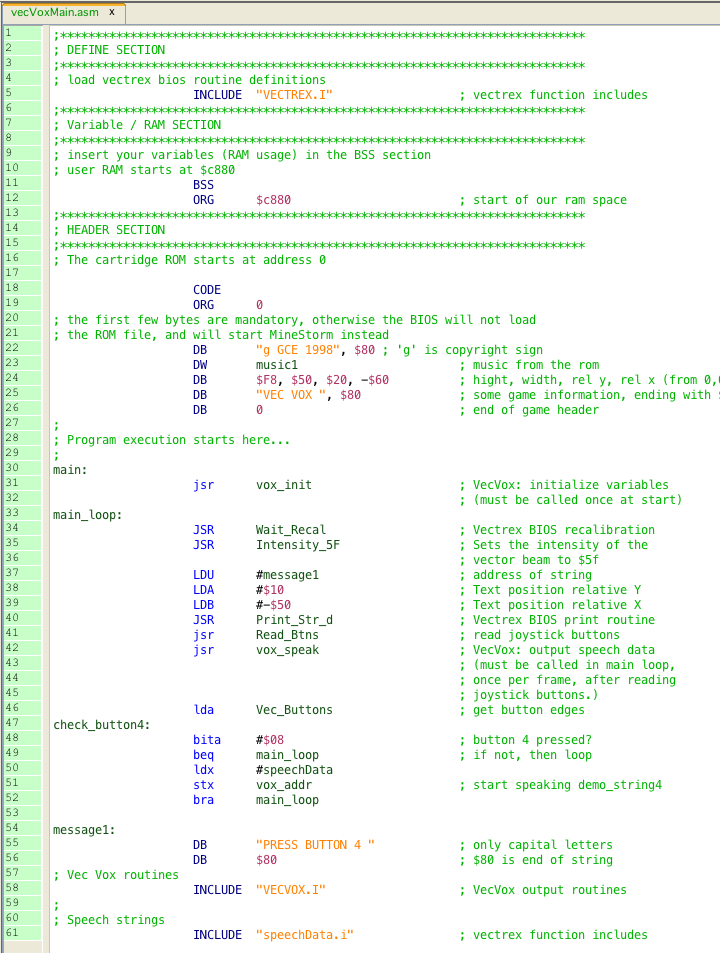 vecVoxMain.asm x
1 ;***************************************************************************
2 ; DEFINE SECTION
3 ;***************************************************************************
4 ; load vectrex bios routine definitions
5 INCLUDE "VECTREX.I" ; vectrex function includes
6 ;***************************************************************************
7 ; Variable / RAM SECTION
8 ;***************************************************************************
9 ; insert your variables (RAM usage) in the BSS section
10 ; user RAM starts at $c880
11 BSS
12 ORG $c880 ; start of our ram space
13 ;***************************************************************************
14 ; HEADER SECTION
15 ;***************************************************************************
16 ; The cartridge ROM starts at address 0
17
18 CODE
19 ORG 0
20 ; the first few bytes are mandatory, otherwise the BIOS will not load
21 ; the ROM file, and will start MineStorm instead
22 DB "g GCE 1998", $80 ; 'g' is copyright sign
23 DW music1 ; music from the rom
24 DB $F8, $50, $20, -$60 ; hight, width, rel y, rel x (from 0,0
25 DB "VEC VOX ", $80 ; some game information, ending with $
26 DB 0 ; end of game header
27 ;
28 ; Program execution starts here...
29 ;
30 main:
31 jsr vox_init ; VecVox: initialize variables
32 ; (must be called once at start)
33 main_loop:
34 JSR Wait_Recal ; Vectrex BIOS recalibration
35 JSR Intensity_5F ; Sets the intensity of the
36 ; vector beam to $5f
37 LDU #message1 ; address of string
38 LDA #$10 ; Text position relative Y
39 LDB #-$50 ; Text position relative X
40 JSR Print_Str_d ; Vectrex BIOS print routine
41 jsr Read_Btns ; read joystick buttons
42 jsr vox_speak ; VecVox: output speech data
43 ; (must be called in main loop,
44 ; once per frame, after reading
45 ; joystick buttons.)
46 lda Vec_Buttons ; get button edges
47 check_button4:
48 bita #$08 ; button 4 pressed?
49 beq main_loop ; if not, then loop
50 ldx #speechData
51 stx vox_addr ; start speaking demo_string4
52 bra main_loop
53
54 message1:
55 DB "PRESS BUTTON 4 " ; only capital letters
56 DB $80 ; $80 is end of string
57 ; Vec Vox routines
58 INCLUDE "VECVOX.I" ; VecVox output routines
59 ;
60 ; Speech strings
61 INCLUDE "speechData.i" ; vectrex function includes